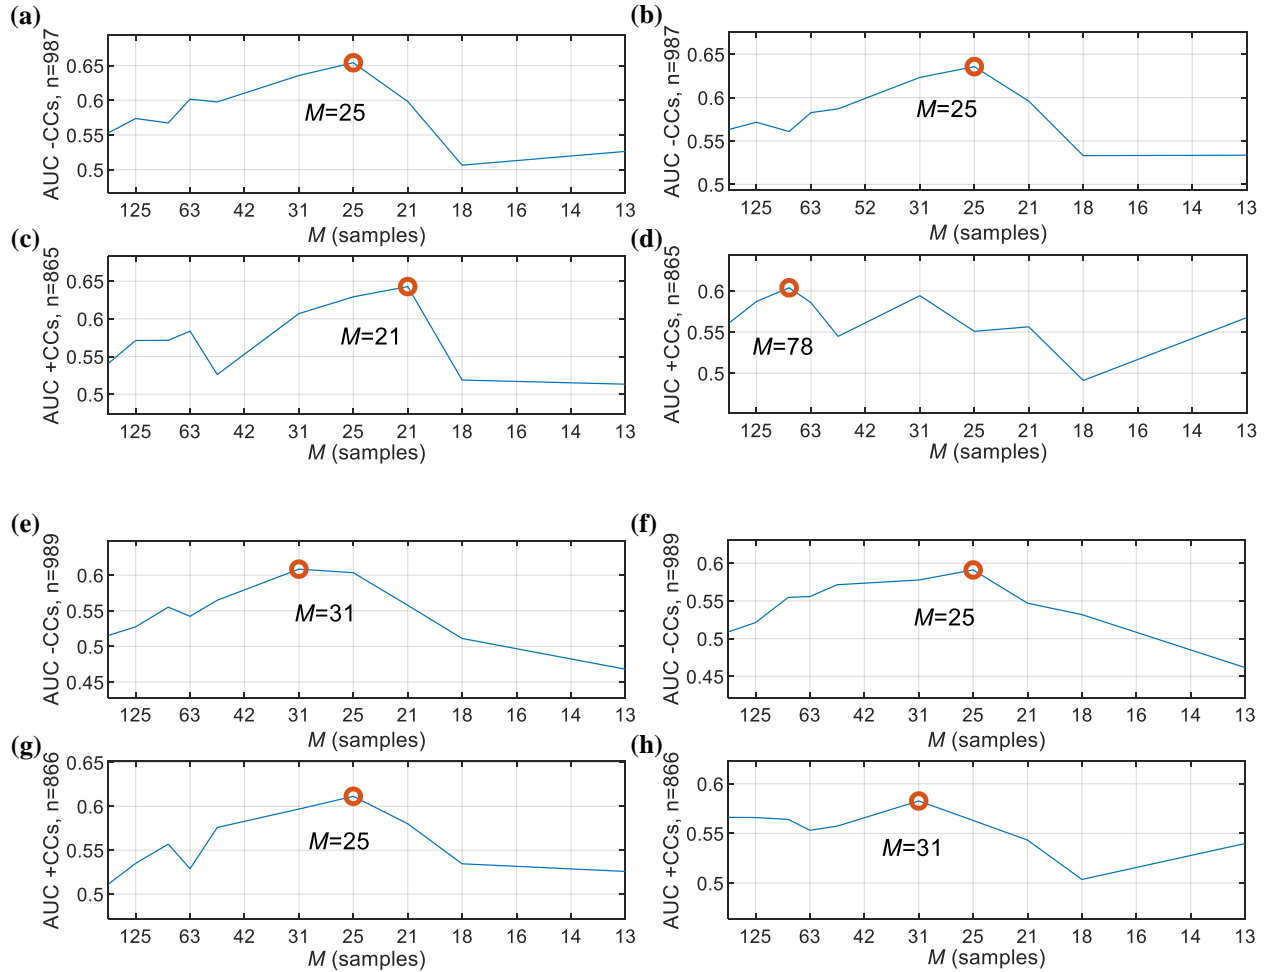 (a)
AUC -CCs, n=987
0.65
0.6
0.55
0.5
M=25
125 63 42 31 25 21 18 16 14 13
M (samples)
(b)
AUC -CCs, n=987
0.65
0.6
0.55
0.5
M=25
125 63 52 31 25 21 18 16 14 13
M (samples)
(c)
AUC +CCs, n=865
0.65
0.6
0.55
0.5
M=21
125 63 42 31 25 21 18 16 14 13
M (samples)
(d)
AUC +CCs, n=865
0.6
0.55
0.5
M=78
125 63 42 31 25 21 18 16 14 13
M (samples)
(e)
AUC -CCs, n=989
0.6
0.55
0.5
0.45
M=31
125 63 42 31 25 21 18 16 14 13
M (samples)
(f)
AUC -CCs, n=989
0.6
0.55
0.5
0.45
M=25
125 63 42 31 25 21 18 16 14 13
M (samples)
(g)
AUC +CCs, n=866
0.65
0.6
0.55
0.5
M=25
125 63 42 31 25 21 18 16 14 13
M (samples)
(h)
AUC +CCs, n=866
0.6
0.55
0.5
M=31
125 63 42 31 25 21 18 16 14 13
M (samples)